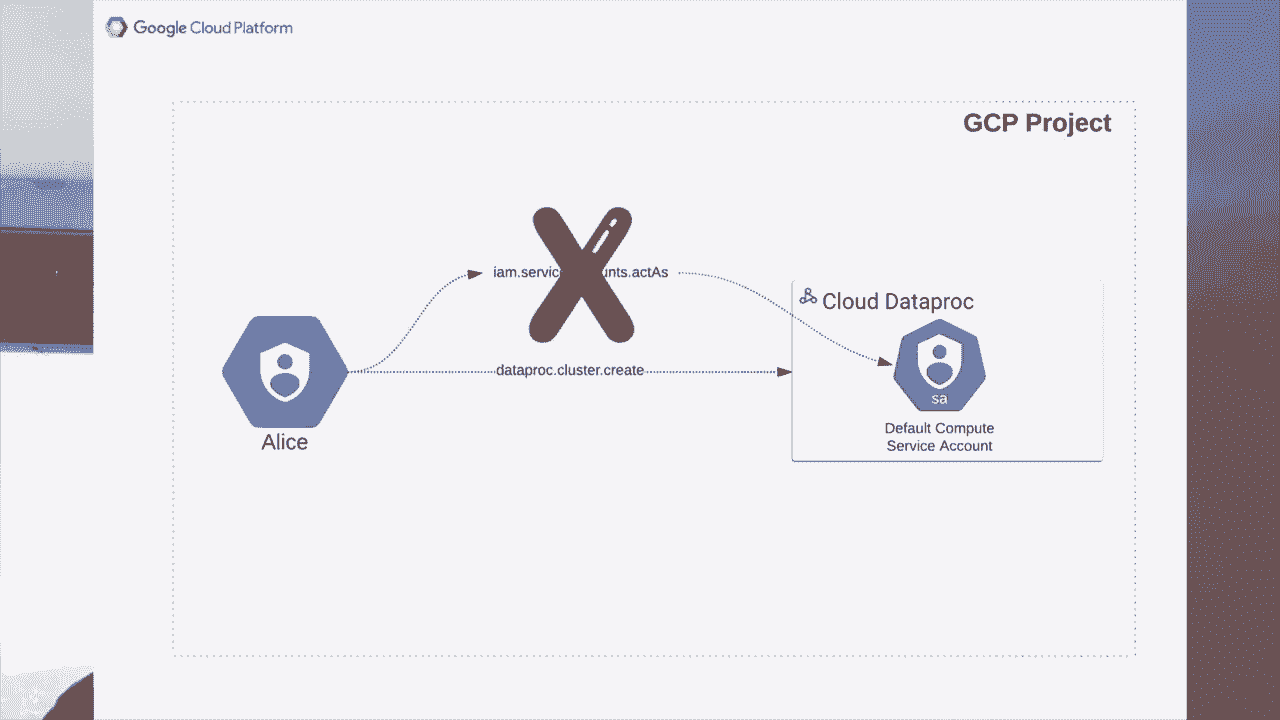 Google Cloud Platform
GCP Project
iam.servic unts.actAs
Cloud Dataproc
dataproc.cluster.create
sa
Default Compute
Service Account
Alice